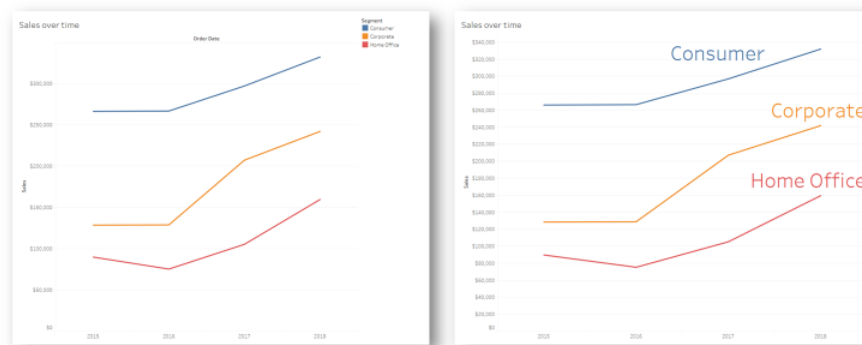 Sales over time
Segment
Consumer
Corporate
Home Office
Order Date
$300,000
$250,000
$200,000
$150,000
$100,000
$50,000
$0
Sales
2015
2016
2017
2018
Sales over time
$340,000
$320,000
$300,000
$280,000
$260,000
$240,000
$220,000
$200,000
$180,000
$160,000
$140,000
$120,000
$100,000
$80,000
$60,000
$40,000
$20,000
$0
Sales
Consumer
Corporate
Home Office
2015
2016
2017
2018